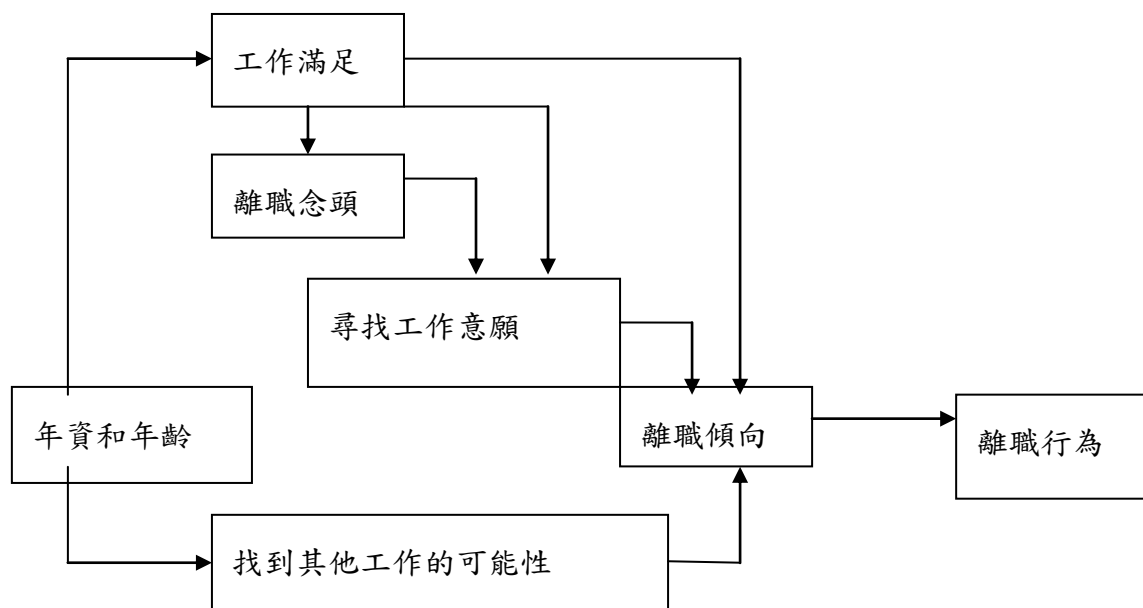 工作滿足
離職念頭
尋找工作意願
年資和年齡
離職傾向
離職行為
找到其他工作的可能性